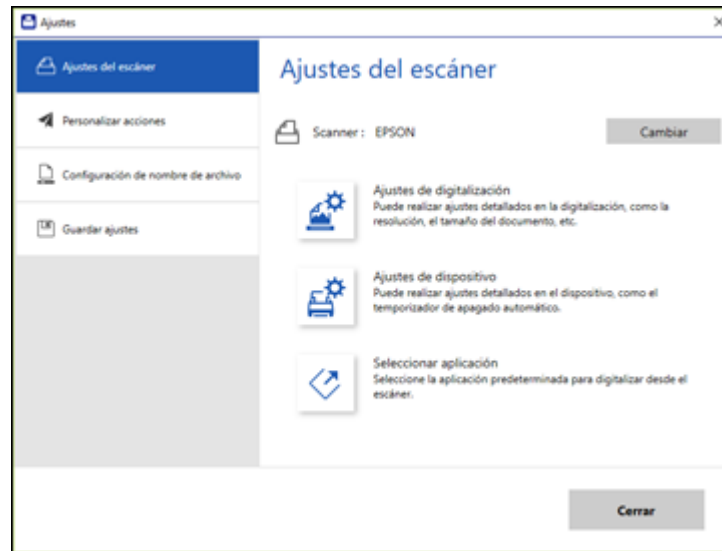 Ajustes
Ajustes del escáner
Personalizar acciones
Configuración de nombre de archivo
Guardar ajustes
Ajustes del escáner
Scanner : EPSON
Cambiar
Ajustes de digitalización
Puede realizar ajustes detallados en la digitalización, como la
resolución, el tamaño del documento, etc.
Ajustes de dispositivo
Puede realizar ajustes detallados en el dispositivo, como el
temporizador de apagado automático.
Seleccionar aplicación
Seleccione la aplicación predeterminada para digitalizar desde el
escáner.
Cerrar